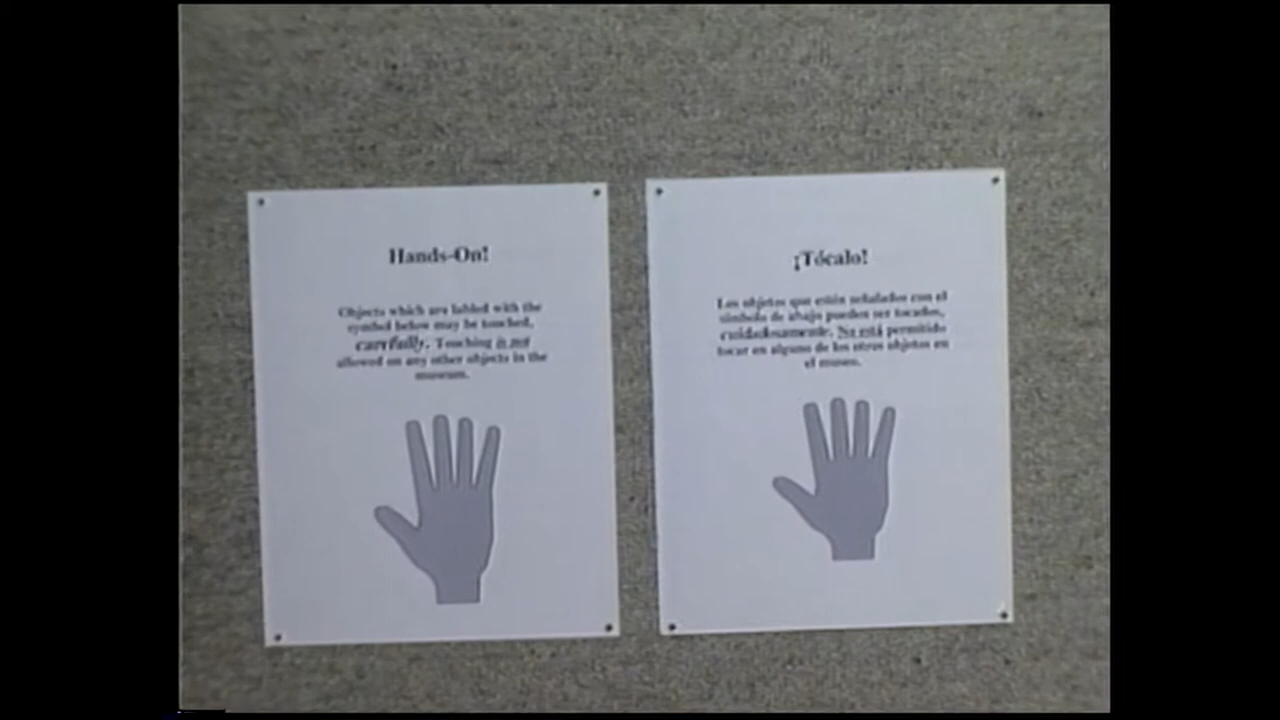 Hands-On!
Objects which are labled with the
symbol below may be touched,
carefully. Touching is not
allowed on any other objects in the
museum.
¡Tócalo!
Los objetos que están señalados con el
símbolo de abajo pueden ser tocados,
cuidadosamente. No está permitido
tocar en alguno de los otros objetos en
el museo.